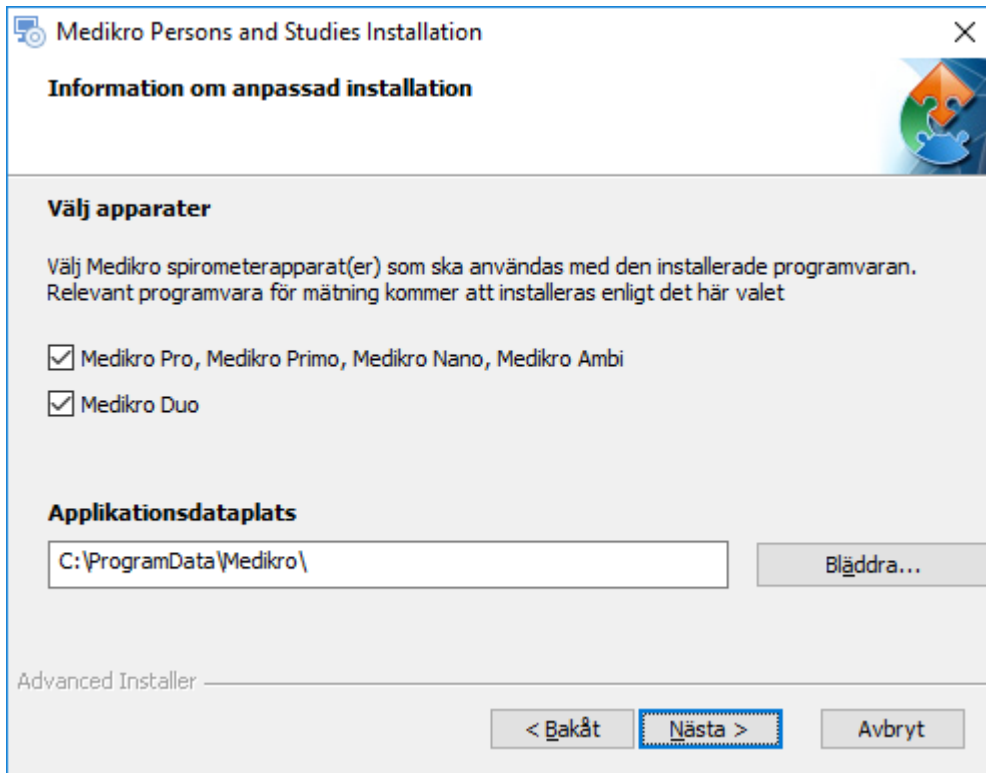 Medikro Persons and Studies Installation
Information om anpassad installation
Välj apparater
Välj Medikro spirometerapparat(er) som ska användas med den installerade programvaran.
Relevant programvara för mätning kommer att installeras enligt det här valet
Medikro Pro, Medikro Primo, Medikro Nano, Medikro Ambi
Medikro Duo
Applikationsdataplats
C:\ProgramData\Medikro\
Bläddra...
Advanced Installer
< Bakåt
Nästa >
Avbryt